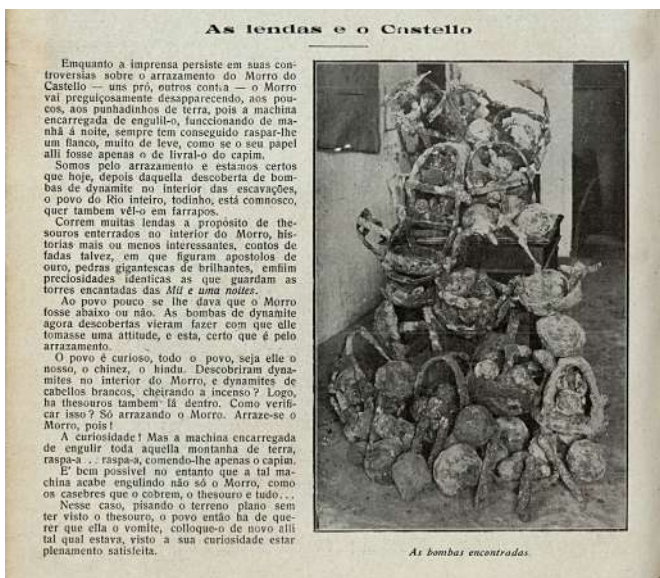 As lendas e o Castello
Emquanto a imprensa persiste em suas con-
troversias sobre o arrazamento do Morro do
Castello — uns pró, outros contra — o Morro
vai preguiçosamente desapparecendo, aos pou-
cos, aos punhadinhos de terra, pois a machina
encarregada de engulil-o, funccionando de ma-
nhã á noite, sempre tem conseguido raspar-lhe
um flanco, muito de leve, como se o seu papel
alli fosse apenas o de livral-o do capim.
Somos pelo arrazamento e estamos certos
que hoje, depois daquella descoberta de bom-
bas de dynamite no interior das escavações,
o povo do Rio inteiro, todinho, está comnosco,
quer tambem vêl-o em farrapos.
Correm muitas lendas a propósito de the-
souros enterrados no interior do Morro, his-
torias mais ou menos interessantes, contos de
fadas talvez, em que figuram apostolos de
ouro, pedras gigantescas de brilhantes, emfiim
preciosidades identicas as que guardam as
torres encantadas das Mil e uma noites.
Ao povo pouco se lhe dava que o Morro
fosse abaixo ou não. As bombas de dynamite
agora descobertas vieram fazer com que elle
tomasse uma attitude, e esta, certo que é pelo
arrazamento.
O povo é curioso, todo o povo, seja elle o
nosso, o chinez, o hindu. Descobriram dyna-
mites no interior do Morro, e dynamites de
cabellos brancos, cheirando a incenso? Logo,
ha thesouros tambem lá dentro. Como verifi-
car isso? Só arrazando o Morro. Arraze-se o
Morro, pois!
A curiosidade! Mas a machina encarregada
de engulir toda aquella montanha de terra,
raspa-a ... raspa-a, comendo-lhe apenas o capim.
E' bem possivel no entanto que a tal ma-
china acabe engulindo não só o Morro, como
os casebres que o cobrem, o thesouro e tudo...
Nesse caso, pisando o terreno plano sem
ter visto o thesouro, o povo então ha de que-
rer que ella o vomite, colloque-o de novo alli
tal qual estava, visto a sua curiosidade estar
plenamento satisfeita.
As bombas encontradas.